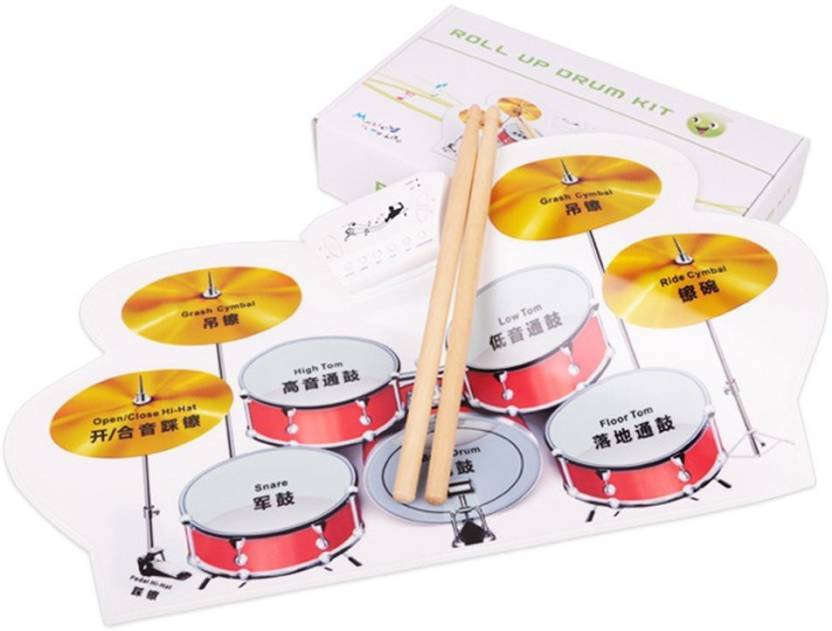 ROLL UP DRUM KIT
Grash Cymbal
吊镲
Ride Cymbal
镲碗
Grash Cymbal
吊镲
Low Tom
低音通鼓
High Tom
高音通鼓
Open/Close Hi-Hat
开/合音踩镲
Floor Tom
落地通鼓
Drum
鼓
Snare
军鼓
Pedal Hi-Hat
踩镲